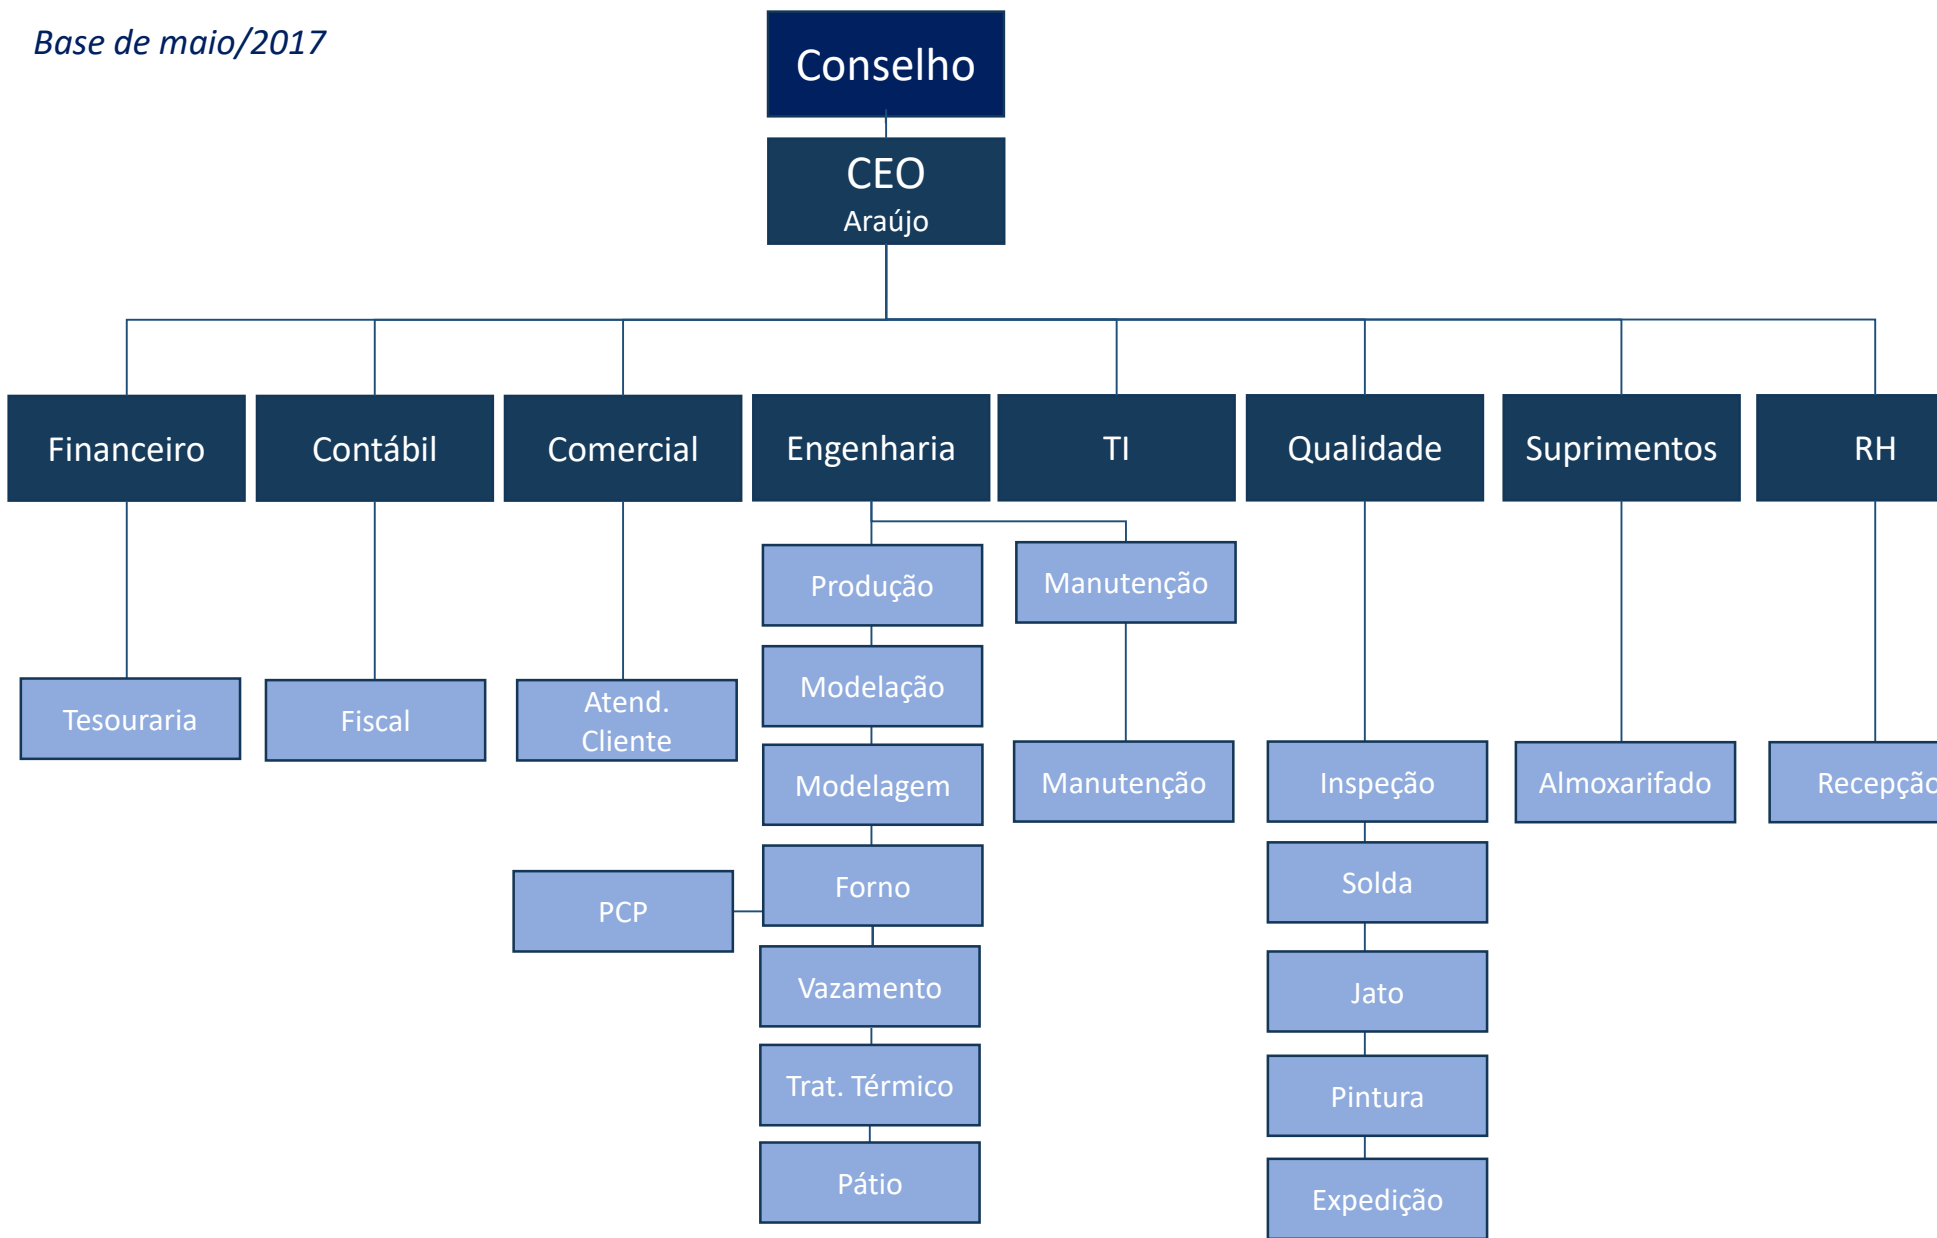 Base de maio/2017
Conselho
CEO
Araújo
Financeiro
Contábil
Comercial
Engenharia
TI
Qualidade
Suprimentos
RH
Produção
Manutenção
Modelação
Tesouraria
Fiscal
Atend.
Cliente
Modelagem
Manutenção
Inspeção
Almoxarifado
Recepção
Forno
Solda
PCP
Vazamento
Jato
Trat. Térmico
Pintura
Pátio
Expedição